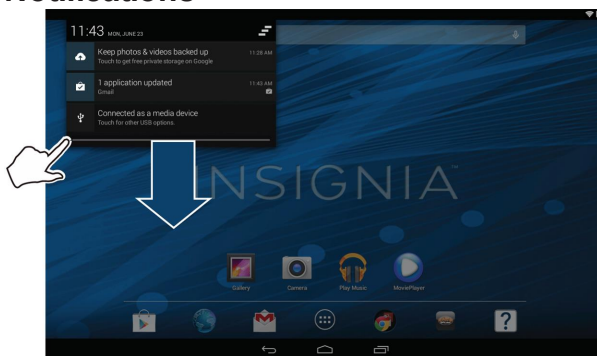 Notifications
11:43 MON, JUNE 23
Keep photos & videos backed up 11:28 AM
Touch to get free private storage on Google
1 application updated 11:43 AM
Gmail
Connected as a media device
Touch for other USB options.
INSIGNIA™
Gallery Camera Play Music MoviePlayer
?